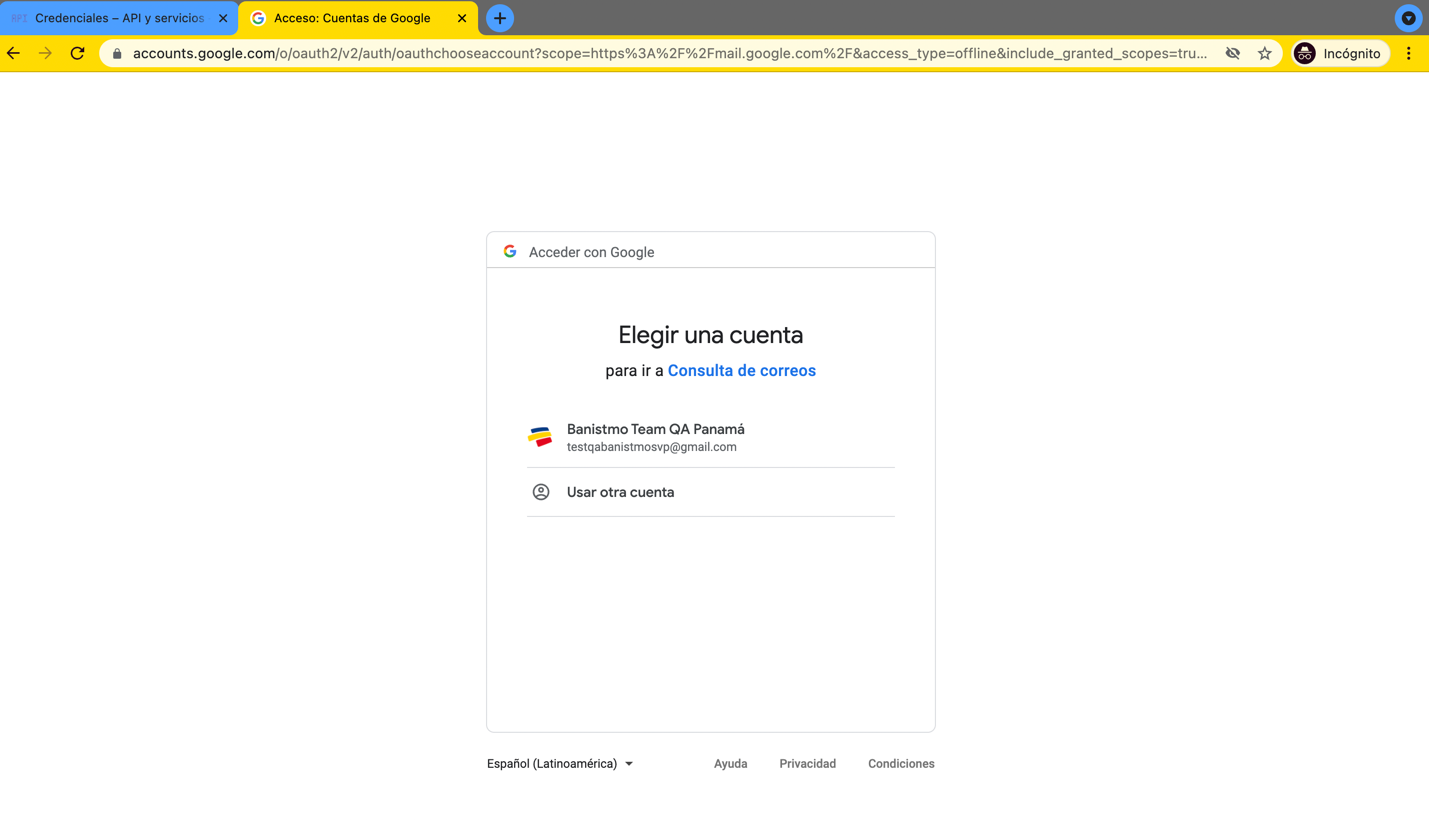 API Credenciales – API y servicios
Acceso: Cuentas de Google
accounts.google.com/o/oauth2/v2/auth/oauthchooseaccount?scope=https%3A%2F%2Fmail.google.com%2F&access_type=offline&include_granted_scopes=tru...
Incógnito
Acceder con Google
Elegir una cuenta
para ir a Consulta de correos
Banistmo Team QA Panamá
testqabanistmosvp@gmail.com
Usar otra cuenta
Español (Latinoamérica) Ayuda Privacidad Condiciones